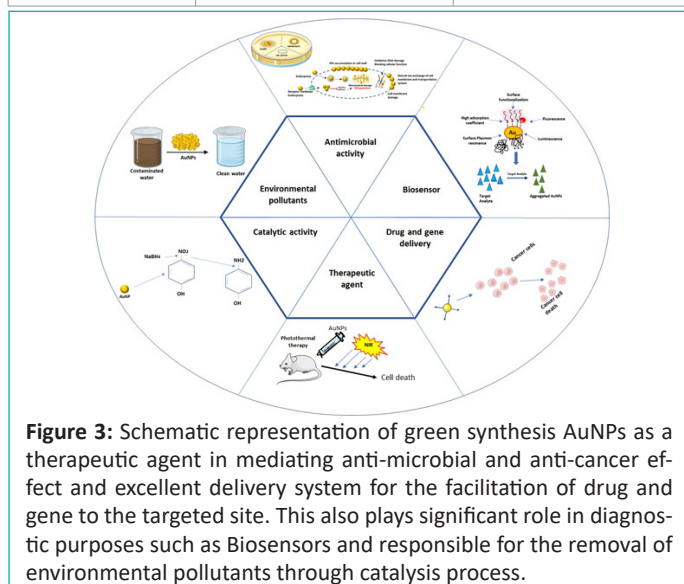 Antimicrobial
activity
Environmental
pollutants
Biosensor
Catalytic activity
Drug and gene
delivery
Therapeutic
agent
Contaminated
water
AuNPs
Clean water
Surface
functionalization
High adsorption
coefficient
Fluorescence
Au
Surface Plasmon
resonance
Luminescence
Target Analyte
Target
Analyte
Aggregated AuNPs
NaBH4
NO2
NH2
AuNP
OH
OH
Cancer cells
Cancer cell
death
Photothermal
therapy
AuNPs
NIR
Cell death
Figure 3: Schematic representation of green synthesis AuNPs as a
therapeutic agent in mediating anti-microbial and anti-cancer ef-
fect and excellent delivery system for the facilitation of drug and
gene to the targeted site. This also plays significant role in diagnos-
tic purposes such as Biosensors and responsible for the removal of
environmental pollutants through catalysis process.